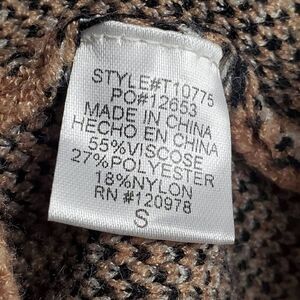 STYLE#T10775
PO#12653
MADE IN CHINA
HECHO EN CHINA
55%VISCOSE
27%POLYESTER
18%NYLON
RN #120978
S